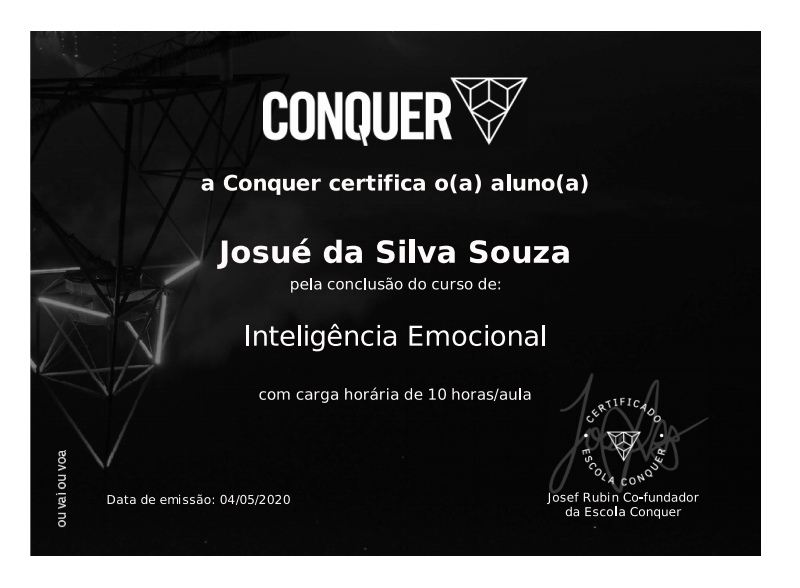 CONQUER
a Conquer certifica o(a) aluno(a)
Josué da Silva Souza
pela conclusão do curso de:
Inteligência Emocional
com carga horária de 10 horas/aula
CERTIFICADO
ESCOLA CONQUER
ou vai ou voa
Data de emissão: 04/05/2020
Josef Rubin Co-fundador
da Escola Conquer